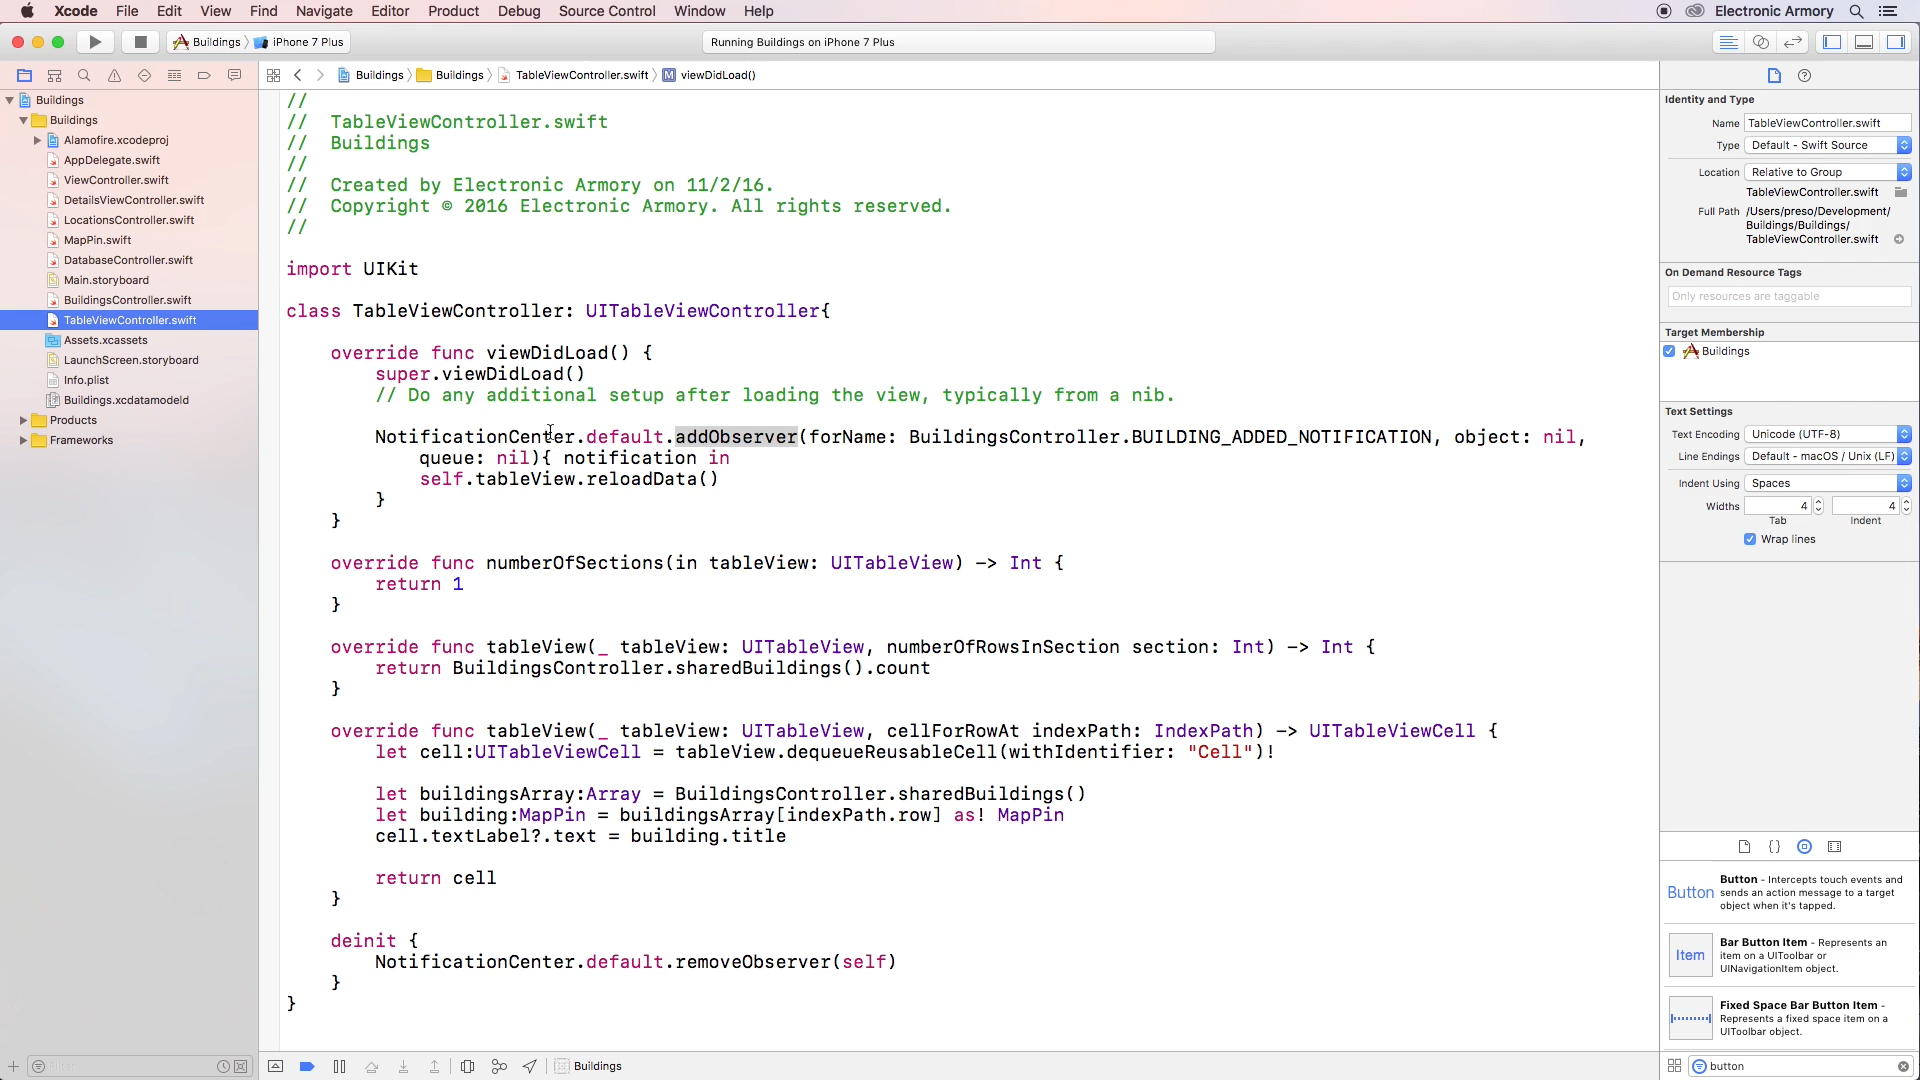 Xcode File Edit View Find Navigate Editor Product Debug Source Control Window Help Electronic Armory
Buildings iPhone 7 Plus Running Buildings on iPhone 7 Plus
Buildings Buildings TableViewController.swift M viewDidLoad()
Buildings
Buildings
Alamofire.xcodeproj
AppDelegate.swift
ViewController.swift
DetailsViewController.swift
LocationsController.swift
MapPin.swift
DatabaseController.swift
Main.storyboard
BuildingsController.swift
TableViewController.swift
Assets.xcassets
LaunchScreen.storyboard
Info.plist
Buildings.xcdatamodeld
Products
Frameworks
//
// TableViewController.swift
// Buildings
//
// Created by Electronic Armory on 11/2/16.
// Copyright © 2016 Electronic Armory. All rights reserved.
//
import UIKit
class TableViewController: UITableViewController{
override func viewDidLoad() {
super.viewDidLoad()
// Do any additional setup after loading the view, typically from a nib.
NotificationCenter.default.addObserver(forName: BuildingsController.BUILDING_ADDED_NOTIFICATION, object: nil,
queue: nil){ notification in
self.tableView.reloadData()
}
}
override func numberOfSections(in tableView: UITableView) -> Int {
return 1
}
override func tableView(_ tableView: UITableView, numberOfRowsInSection section: Int) -> Int {
return BuildingsController.sharedBuildings().count
}
override func tableView(_ tableView: UITableView, cellForRowAt indexPath: IndexPath) -> UITableViewCell {
let cell:UITableViewCell = tableView.dequeueReusableCell(withIdentifier: "Cell")!
let buildingsArray:Array = BuildingsController.sharedBuildings()
let building:MapPin = buildingsArray[indexPath.row] as! MapPin
cell.textLabel?.text = building.title
return cell
}
deinit {
NotificationCenter.default.removeObserver(self)
}
}
Buildings
Identity and Type
Name TableViewController.swift
Type Default - Swift Source
Location Relative to Group
TableViewController.swift
Full Path /Users/preso/Development/
Buildings/Buildings/
TableViewController.swift
On Demand Resource Tags
Only resources are taggable
Target Membership
Buildings
Text Settings
Text Encoding Unicode (UTF-8)
Line Endings Default - macOS / Unix (LF)
Indent Using Spaces
Widths 4 4
Tab Indent
Wrap lines
Button Button - Intercepts touch events and
sends an action message to a target
object when it's tapped.
Item Bar Button Item - Represents an
item on a UIToolbar or
UINavigationItem object.
Fixed Space Bar Button Item -
Represents a fixed space item on a
UIToolbar object.
button